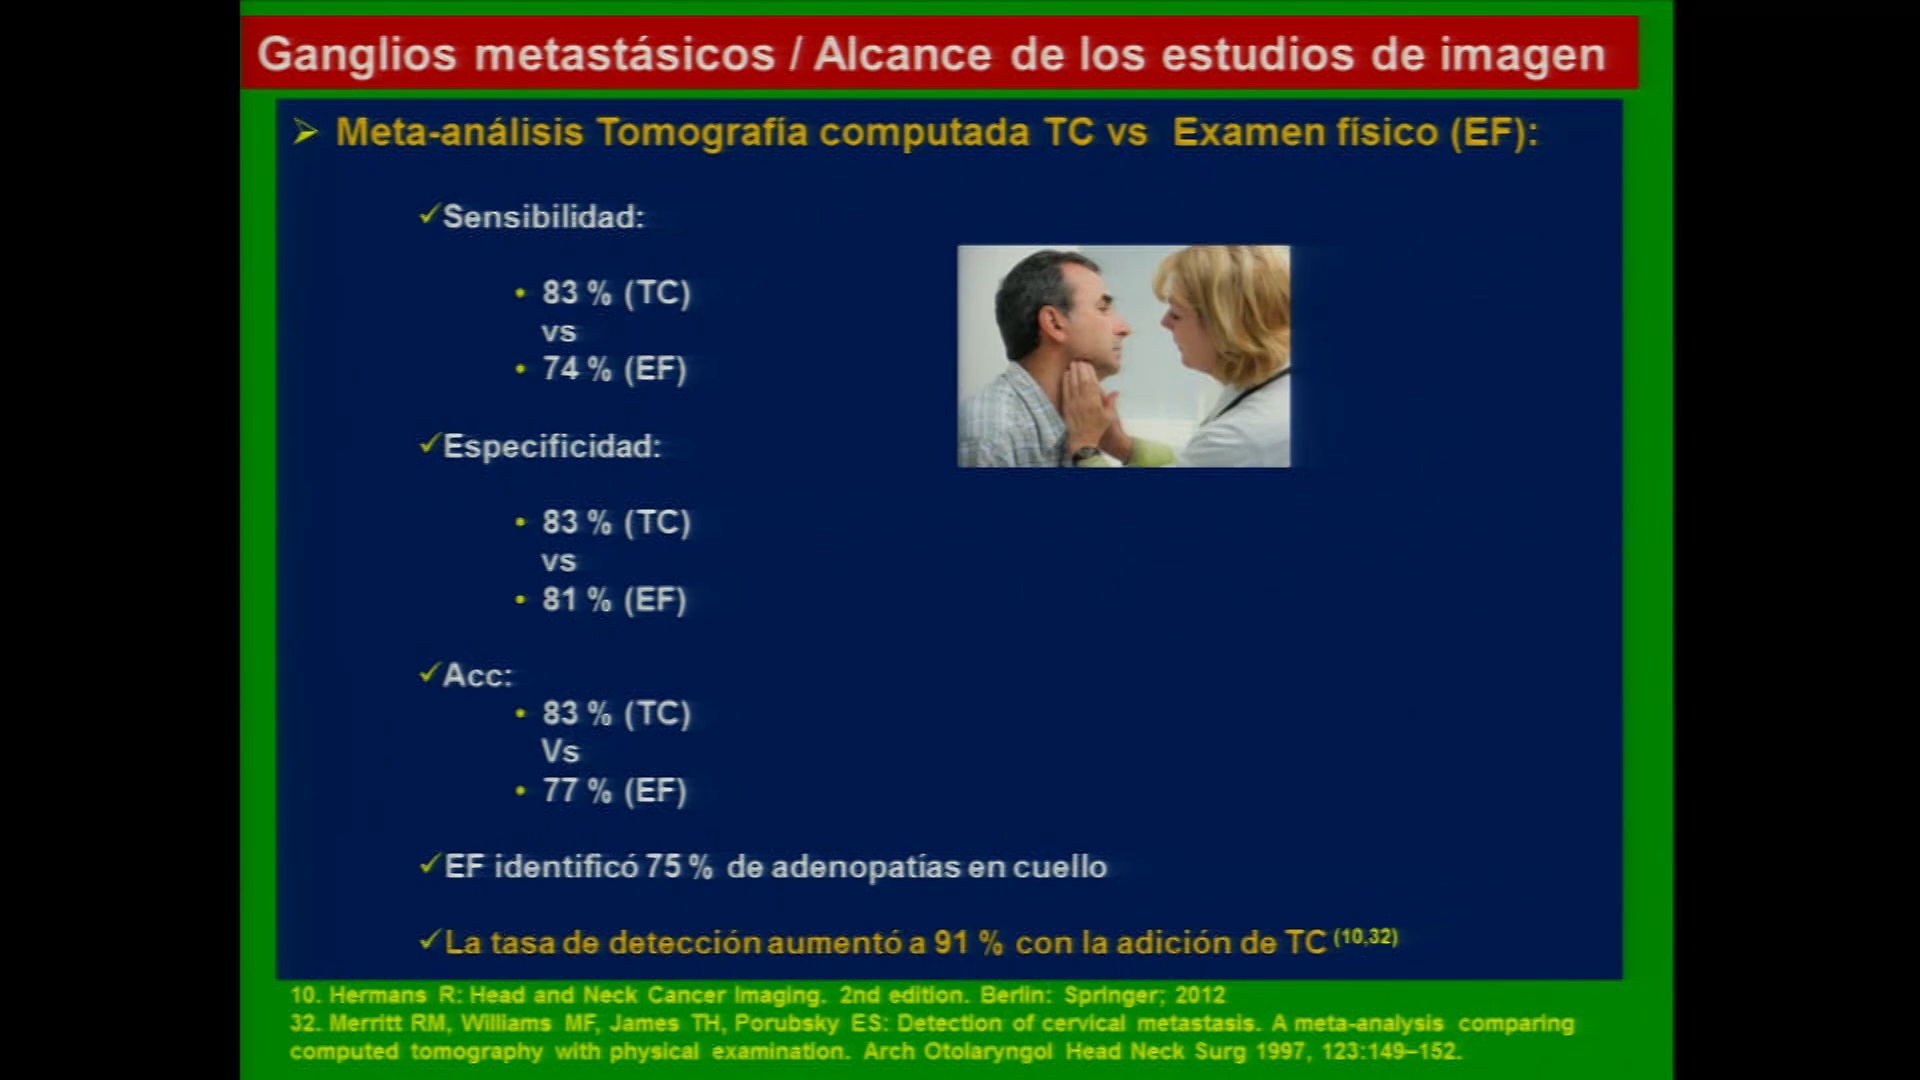 Ganglios metastásicos / Alcance de los estudios de imagen
Meta-análisis Tomografía computada TC vs Examen físico (EF):
Sensibilidad:
83 % (TC)
vs
74 % (EF)
Especificidad:
83 % (TC)
vs
81 % (EF)
Acc:
83 % (TC)
Vs
77 % (EF)
EF identificó 75 % de adenopatías en cuello
La tasa de detección aumentó a 91 % con la adición de TC (10,32)
10. Hermans R: Head and Neck Cancer Imaging. 2nd edition. Berlin: Springer; 2012
32. Merritt RM, Williams MF, James TH, Porubsky ES: Detection of cervical metastasis. A meta-analysis comparing
computed tomography with physical examination. Arch Otolaryngol Head Neck Surg 1997, 123:149–152.